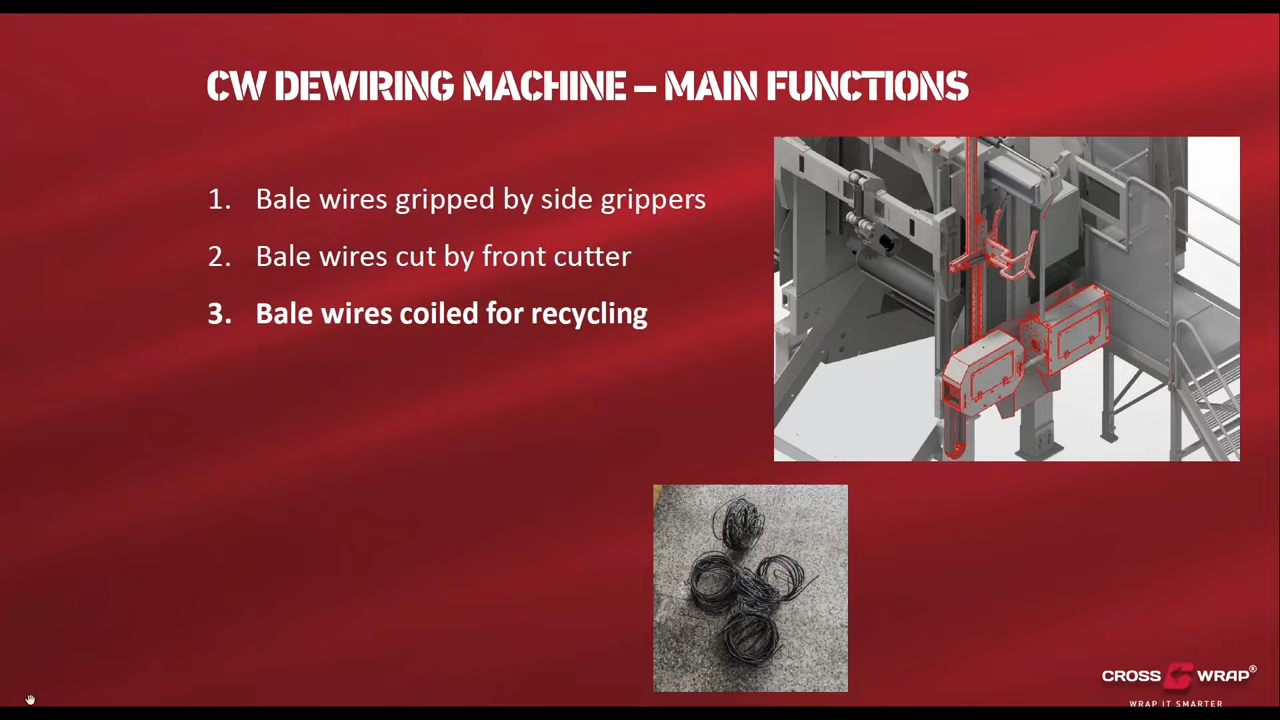 CW DEWIRING MACHINE – MAIN FUNCTIONS
1. Bale wires gripped by side grippers
2. Bale wires cut by front cutter
3. Bale wires coiled for recycling
CROSS WRAP®
WRAP IT SMARTER